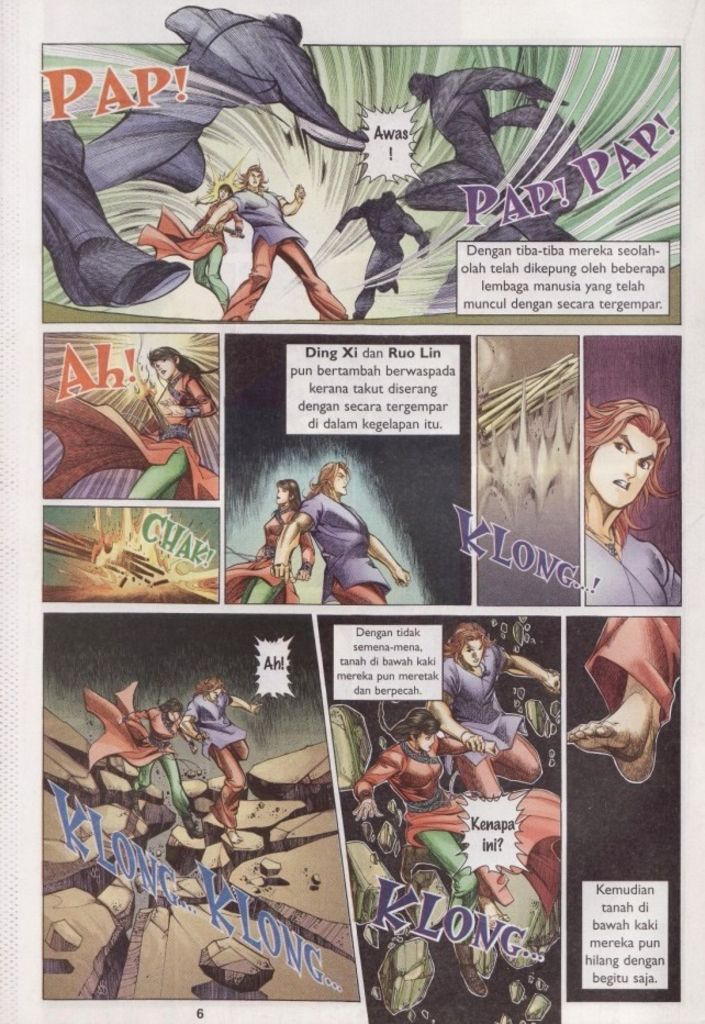 PAP!
Awas
!
PAP! PAP!
Dengan tiba-tiba mereka seolah-
olah telah dikepung oleh beberapa
lembaga manusia yang telah
muncul dengan secara tergempar.
Ah!
CHAK!
Ding Xi dan Ruo Lin
pun bertambah berwaspada
kerana takut diserang
dengan secara tergempar
di dalam kegelapan itu.
KLONG...!
Ah!
KLONG... KLONG...
Dengan tidak
semena-mena,
tanah di bawah kaki
mereka pun meretak
dan berpecah.
Kenapa
ini?
KLONG...
Kemudian
tanah di
bawah kaki
mereka pun
hilang dengan
begitu saja.
6